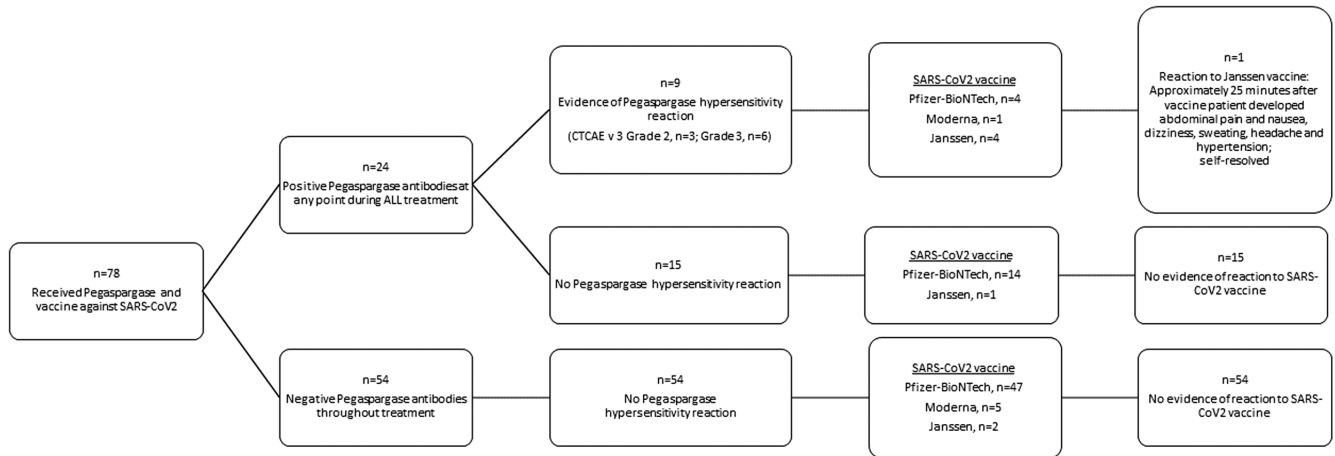 n=78
Received Pegaspargase and
vaccine against SARS-CoV2
n=24
Positive Pegaspargase antibodies at
any point during ALL treatment
n=54
Negative Pegaspargase antibodies
throughout treatment
n=9
Evidence of Pegaspargase hypersensitivity
reaction
(CTCAE v 3 Grade 2, n=3; Grade 3, n=6)
n=15
No Pegaspargase hypersensitivity reaction
n=54
No Pegaspargase
hypersensitivity reaction
SARS-CoV2 vaccine
Pfizer-BioNTech, n=4
Moderna, n=1
Janssen, n=4
SARS-CoV2 vaccine
Pfizer-BioNTech, n=14
Janssen, n=1
SARS-CoV2 vaccine
Pfizer-BioNTech, n=47
Moderna, n=5
Janssen, n=2
n=1
Reaction to Janssen vaccine:
Approximately 25 minutes after
vaccine patient developed
abdominal pain and nausea,
dizziness, sweating, headache and
hypertension;
self-resolved
n=15
No evidence of reaction to SARS-
CoV2 vaccine
n=54
No evidence of reaction to SARS-
CoV2 vaccine